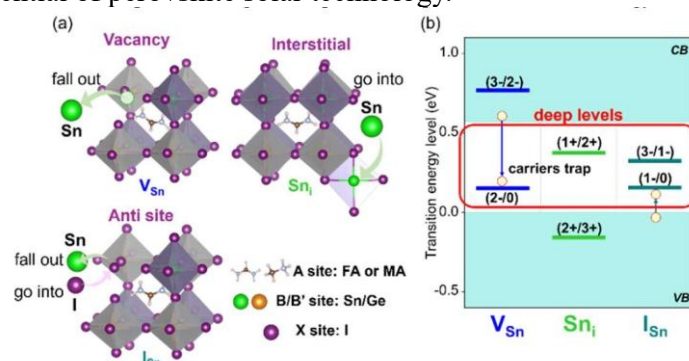 (a)
Vacancy
Interstitial
fall out
Sn
go into
Sn
V_Sn
Sn_i
Anti site
Sn
fall out
go into
I
A site: FA or MA
B/B' site: Sn/Ge
X site: I
(b)
Transition energy level (eV)
1.0
0.5
0.0
-0.5
CB
(3-/2-)
deep levels
(1+/2+)
(3-/1-)
carriers trap
(1-/0)
(2-/0)
(2+/3+)
VB
V_Sn
Sn_i
I_Sn